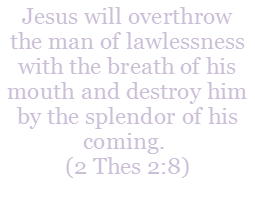 Jesus will overthrow
the man of lawlessness
with the breath of his
mouth and destroy him
by the splendor of his
coming.
(2 Thes 2:8)